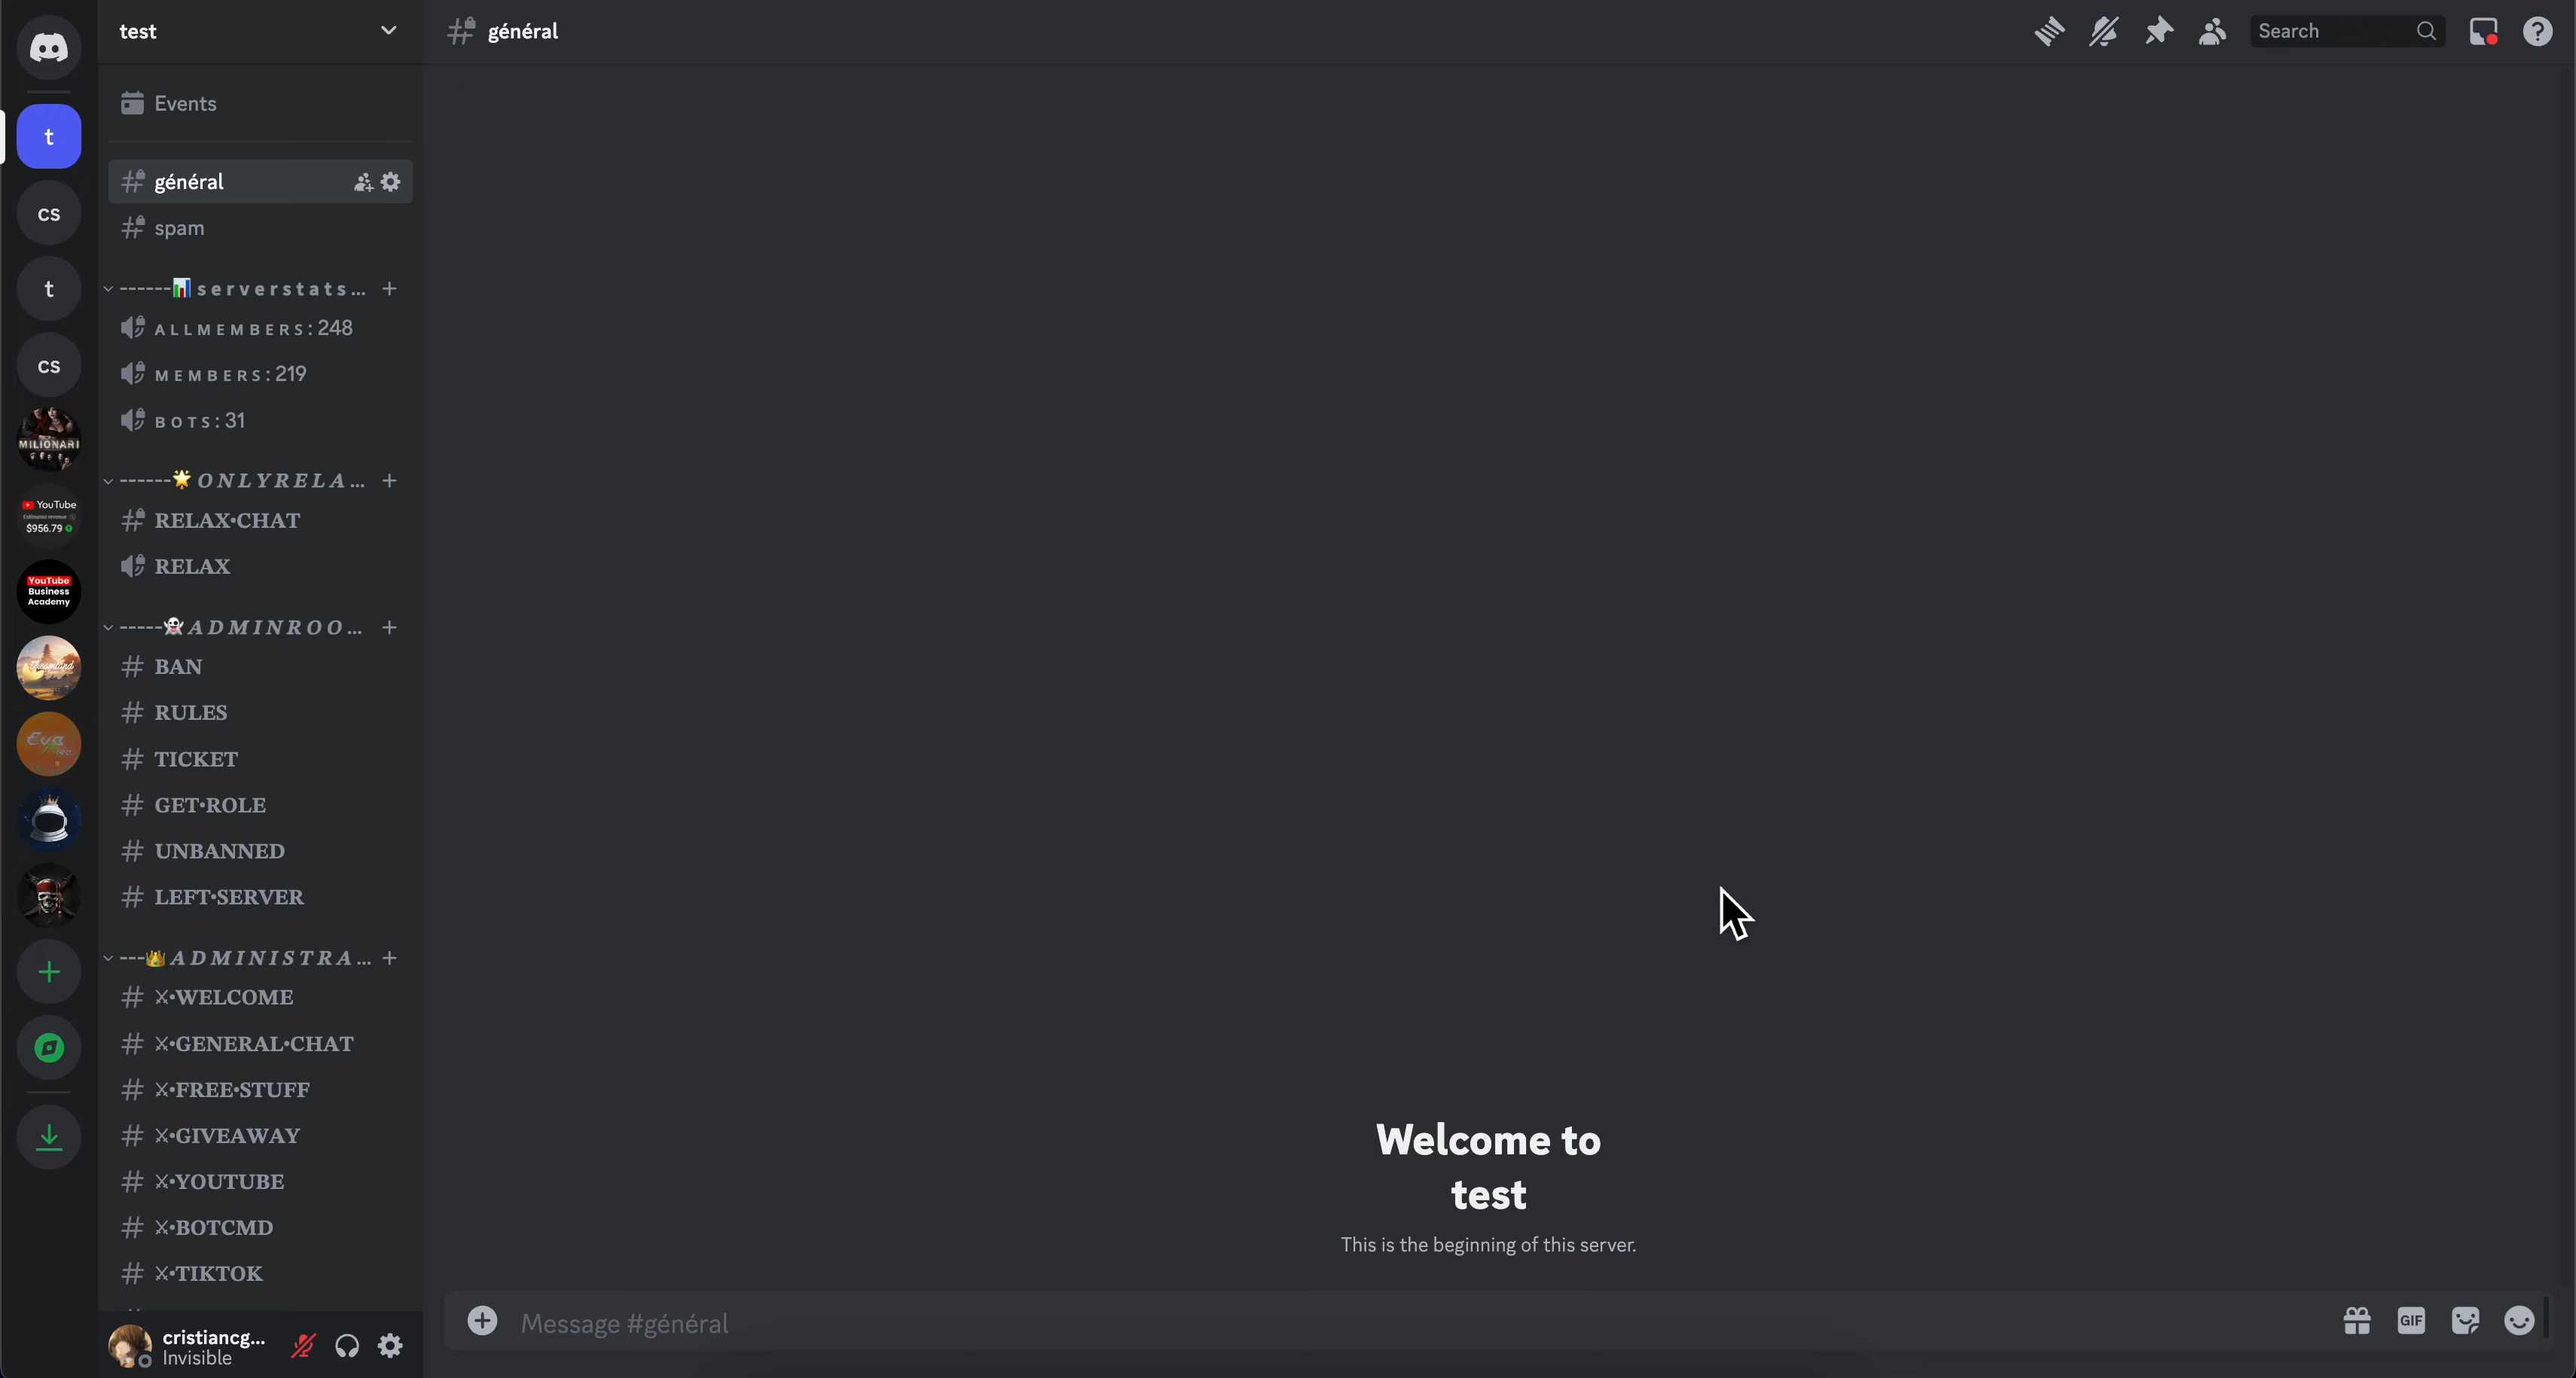 test
Events
t
général
cs
spam
t
------📊serverstats...
ALLMEMBERS:248
cs
MEMBERS:219
BOTS:31
MILIONARI
------🌟ONLYRELA...
YouTube
Estimated revenue
$956.79
RELAX•CHAT
RELAX
YouTube
Business
Academy
-----👻ADMINROO...
BAN
RULES
TICKET
GET•ROLE
UNBANNED
LEFT•SERVER
---👑ADMINISTRA...
⚔•WELCOME
⚔•GENERAL•CHAT
⚔•FREE•STUFF
⚔•GIVEAWAY
⚔•YOUTUBE
⚔•BOTCMD
⚔•TIKTOK
cristiancg...
Invisible
général
Search
Welcome to
test
This is the beginning of this server.
Message #général
GIF